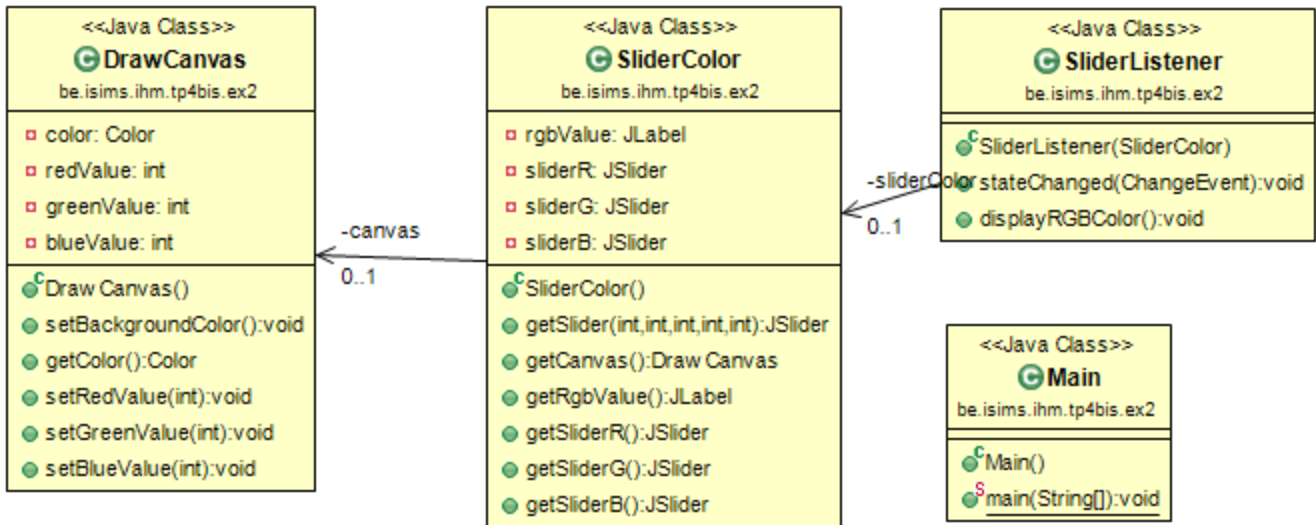 <<Java Class>>
DrawCanvas
be.isims.ihm.tp4bis.ex2
color: Color
redValue: int
greenValue: int
blueValue: int
DrawCanvas()
setBackgroundColor():void
getColor():Color
setRedValue(int):void
setGreenValue(int):void
setBlueValue(int):void
-canvas
0..1
<<Java Class>>
SliderColor
be.isims.ihm.tp4bis.ex2
rgbValue: JLabel
sliderR: JSlider
sliderG: JSlider
sliderB: JSlider
SliderColor()
getSlider(int,int,int,int,int):JSlider
getCanvas():DrawCanvas
getRgbValue():JLabel
getSliderR():JSlider
getSliderG():JSlider
getSliderB():JSlider
-sliderColor
0..1
<<Java Class>>
SliderListener
be.isims.ihm.tp4bis.ex2
SliderListener(SliderColor)
stateChanged(ChangeEvent):void
displayRGBColor():void
<<Java Class>>
Main
be.isims.ihm.tp4bis.ex2
Main()
main(String[]):void